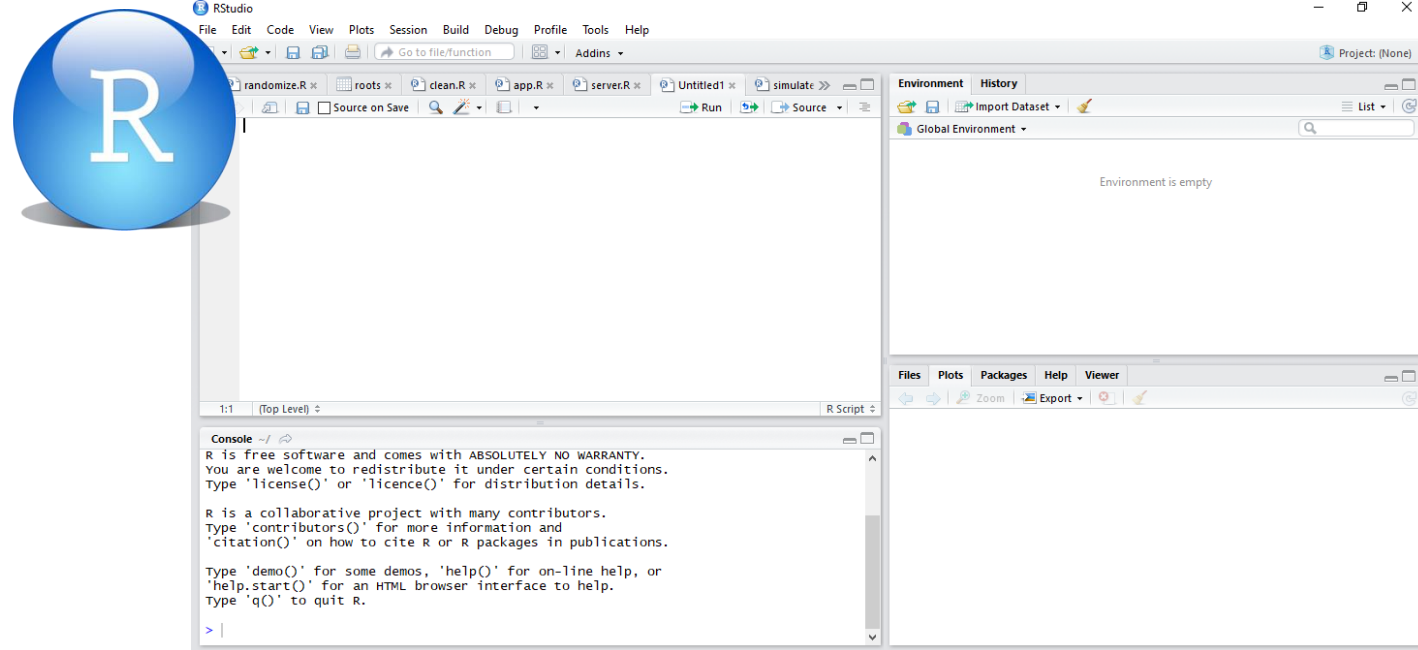 R
RStudio
File Edit Code View Plots Session Build Debug Profile Tools Help
Go to file/function Addins Project: (None)
randomize.R roots clean.R app.R server.R Untitled1 simulate
Source on Save Run Source
1:1 (Top Level) R Script
Console ~/
R is free software and comes with ABSOLUTELY NO WARRANTY.
You are welcome to redistribute it under certain conditions.
Type 'license()' or 'licence()' for distribution details.
R is a collaborative project with many contributors.
Type 'contributors()' for more information and
'citation()' on how to cite R or R packages in publications.
Type 'demo()' for some demos, 'help()' for on-line help, or
'help.start()' for an HTML browser interface to help.
Type 'q()' to quit R.
>
Environment History
Import Dataset List
Global Environment
Environment is empty
Files Plots Packages Help Viewer
Zoom Export